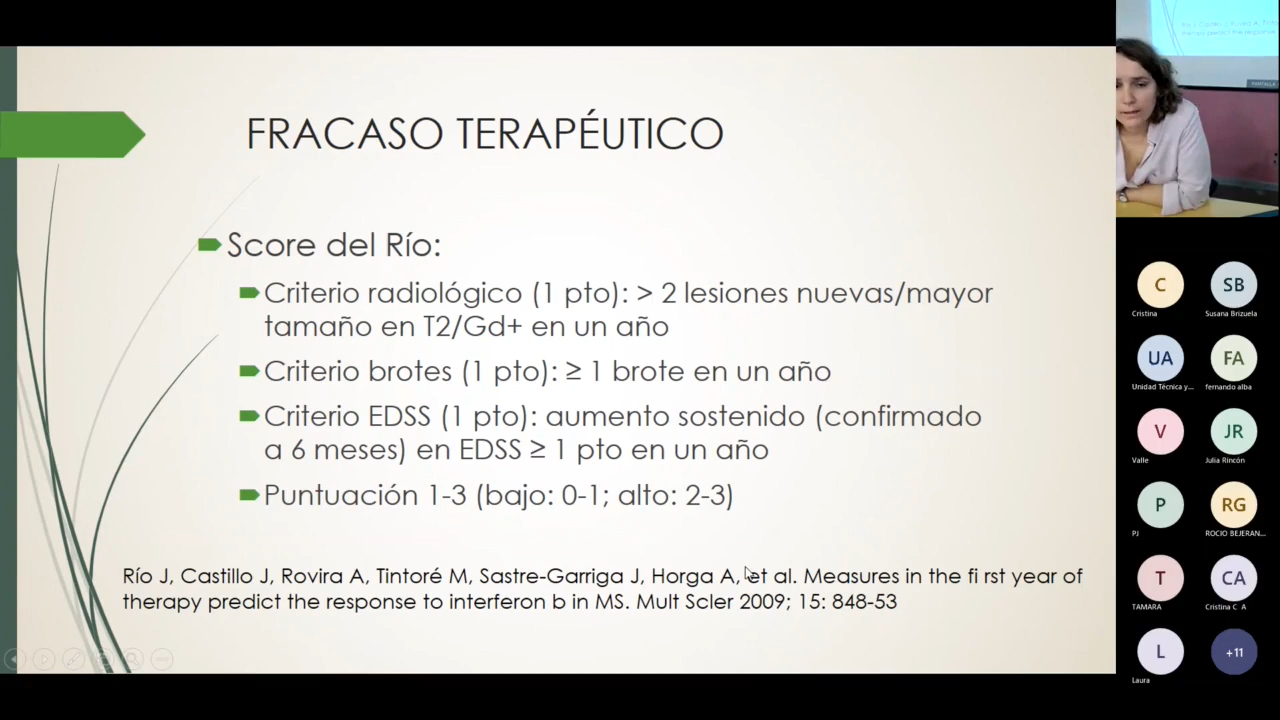 FRACASO TERAPÉUTICO
Score del Río:
Criterio radiológico (1 pto): > 2 lesiones nuevas/mayor
tamaño en T2/Gd+ en un año
Criterio brotes (1 pto): ≥ 1 brote en un año
Criterio EDSS (1 pto): aumento sostenido (confirmado
a 6 meses) en EDSS ≥ 1 pto en un año
Puntuación 1-3 (bajo: 0-1; alto: 2-3)
Río J, Castillo J, Rovira A, Tintoré M, Sastre-Garriga J, Horga A, et al. Measures in the fi rst year of
therapy predict the response to interferon b in MS. Mult Scler 2009; 15: 848-53
C
Cristina
SB
Susana Brizuela
UA
Unidad Técnica y...
FA
fernando alba
V
Valle
JR
Julia Rincón
P
PJ
RG
ROCIO BEJERAN...
T
TAMARA
CA
Cristina C A
L
Laura
+11